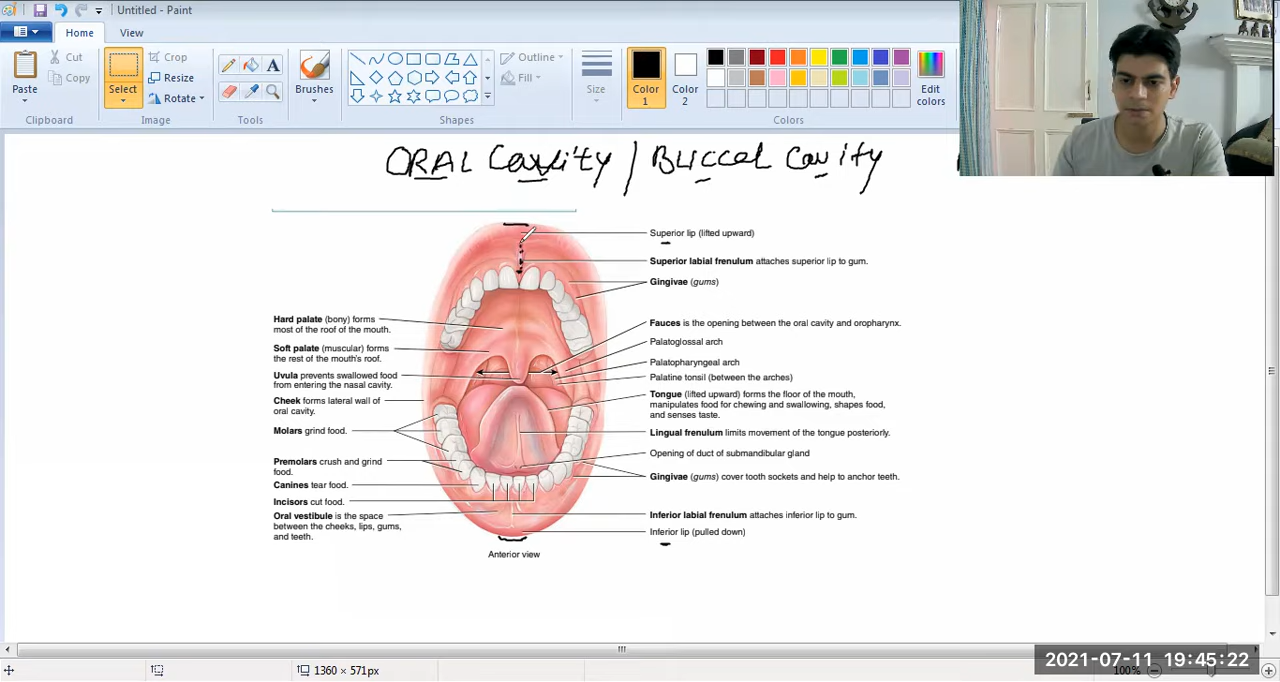 Untitled - Paint
Home
View
Paste
Cut
Copy
Clipboard
Select
Crop
Resize
Rotate
Image
A
Tools
Brushes
Shapes
Outline
Fill
Size
Color 1
Color 2
Edit colors
Colors
ORAL Cavity / Buccal Cavity
Superior lip (lifted upward)
Superior labial frenulum attaches superior lip to gum.
Gingivae (gums)
Fauces is the opening between the oral cavity and oropharynx.
Palatoglossal arch
Palatopharyngeal arch
Palatine tonsil (between the arches)
Tongue (lifted upward) forms the floor of the mouth,
manipulates food for chewing and swallowing, shapes food,
and senses taste.
Lingual frenulum limits movement of the tongue posteriorly.
Opening of duct of submandibular gland
Gingivae (gums) cover tooth sockets and help to anchor teeth.
Inferior labial frenulum attaches inferior lip to gum.
Inferior lip (pulled down)
Hard palate (bony) forms
most of the roof of the mouth.
Soft palate (muscular) forms
the rest of the mouth's roof.
Uvula prevents swallowed food
from entering the nasal cavity.
Cheek forms lateral wall of
oral cavity.
Molars grind food.
Premolars crush and grind
food.
Canines tear food.
Incisors cut food.
Oral vestibule is the space
between the cheeks, lips, gums,
and teeth.
Anterior view
1360 × 571px
100%
2021-07-11 19:45:22